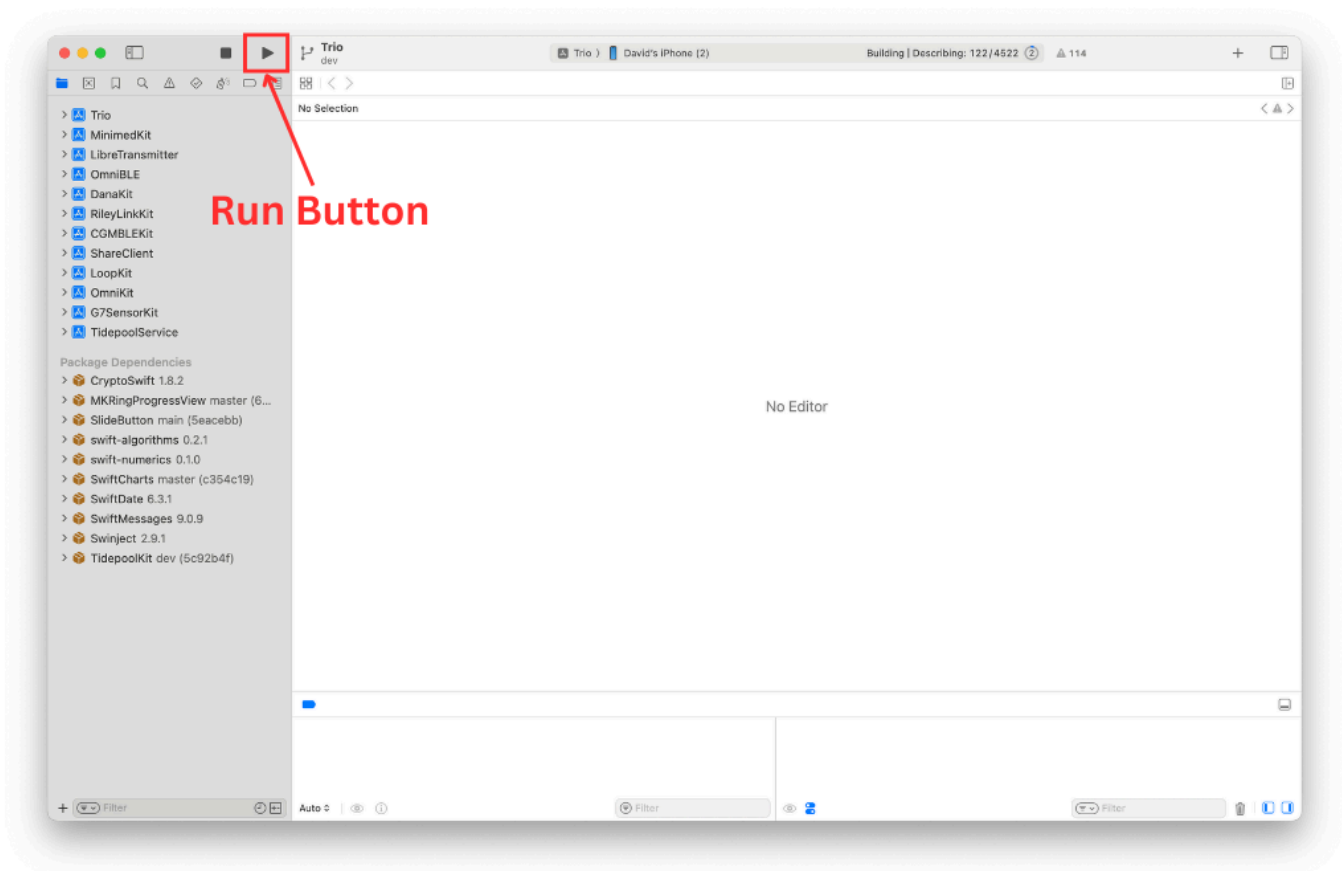 Trio
dev
Trio
David's iPhone (2)
Building | Describing: 122/4522
2
114
No Selection
Trio
MinimedKit
LibreTransmitter
OmniBLE
DanaKit
RileyLinkKit
CGMBLEKit
ShareClient
LoopKit
OmniKit
G7SensorKit
TidepoolService
Run Button
Package Dependencies
CryptoSwift 1.8.2
MKRingProgressView master (6...
SlideButton main (5eacebb)
swift-algorithms 0.2.1
swift-numerics 0.1.0
SwiftCharts master (c354c19)
SwiftDate 6.3.1
SwiftMessages 9.0.9
Swinject 2.9.1
TidepoolKit dev (5c92b4f)
No Editor
Filter
Auto
Filter
Filter